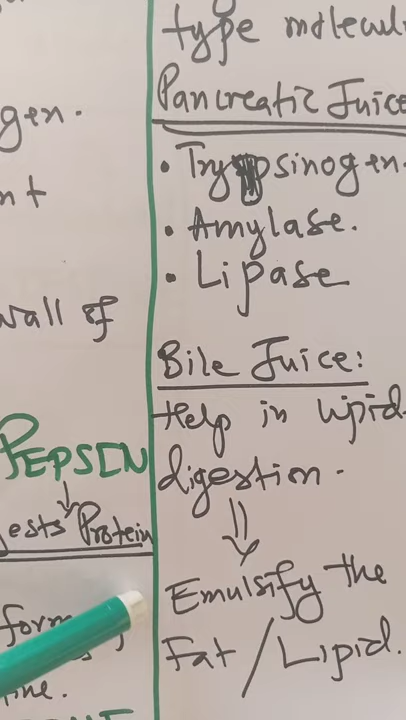 gen.
nt
wall of
PEPSIN
↓
ests Protein
form
ine.
type
Pancreatic Juice
• Trypsinogen.
• Amylase.
• Lipase
Bile Juice:
Help in Lipid
digestion.
⇓
Emulsify the
Fat / Lipid.